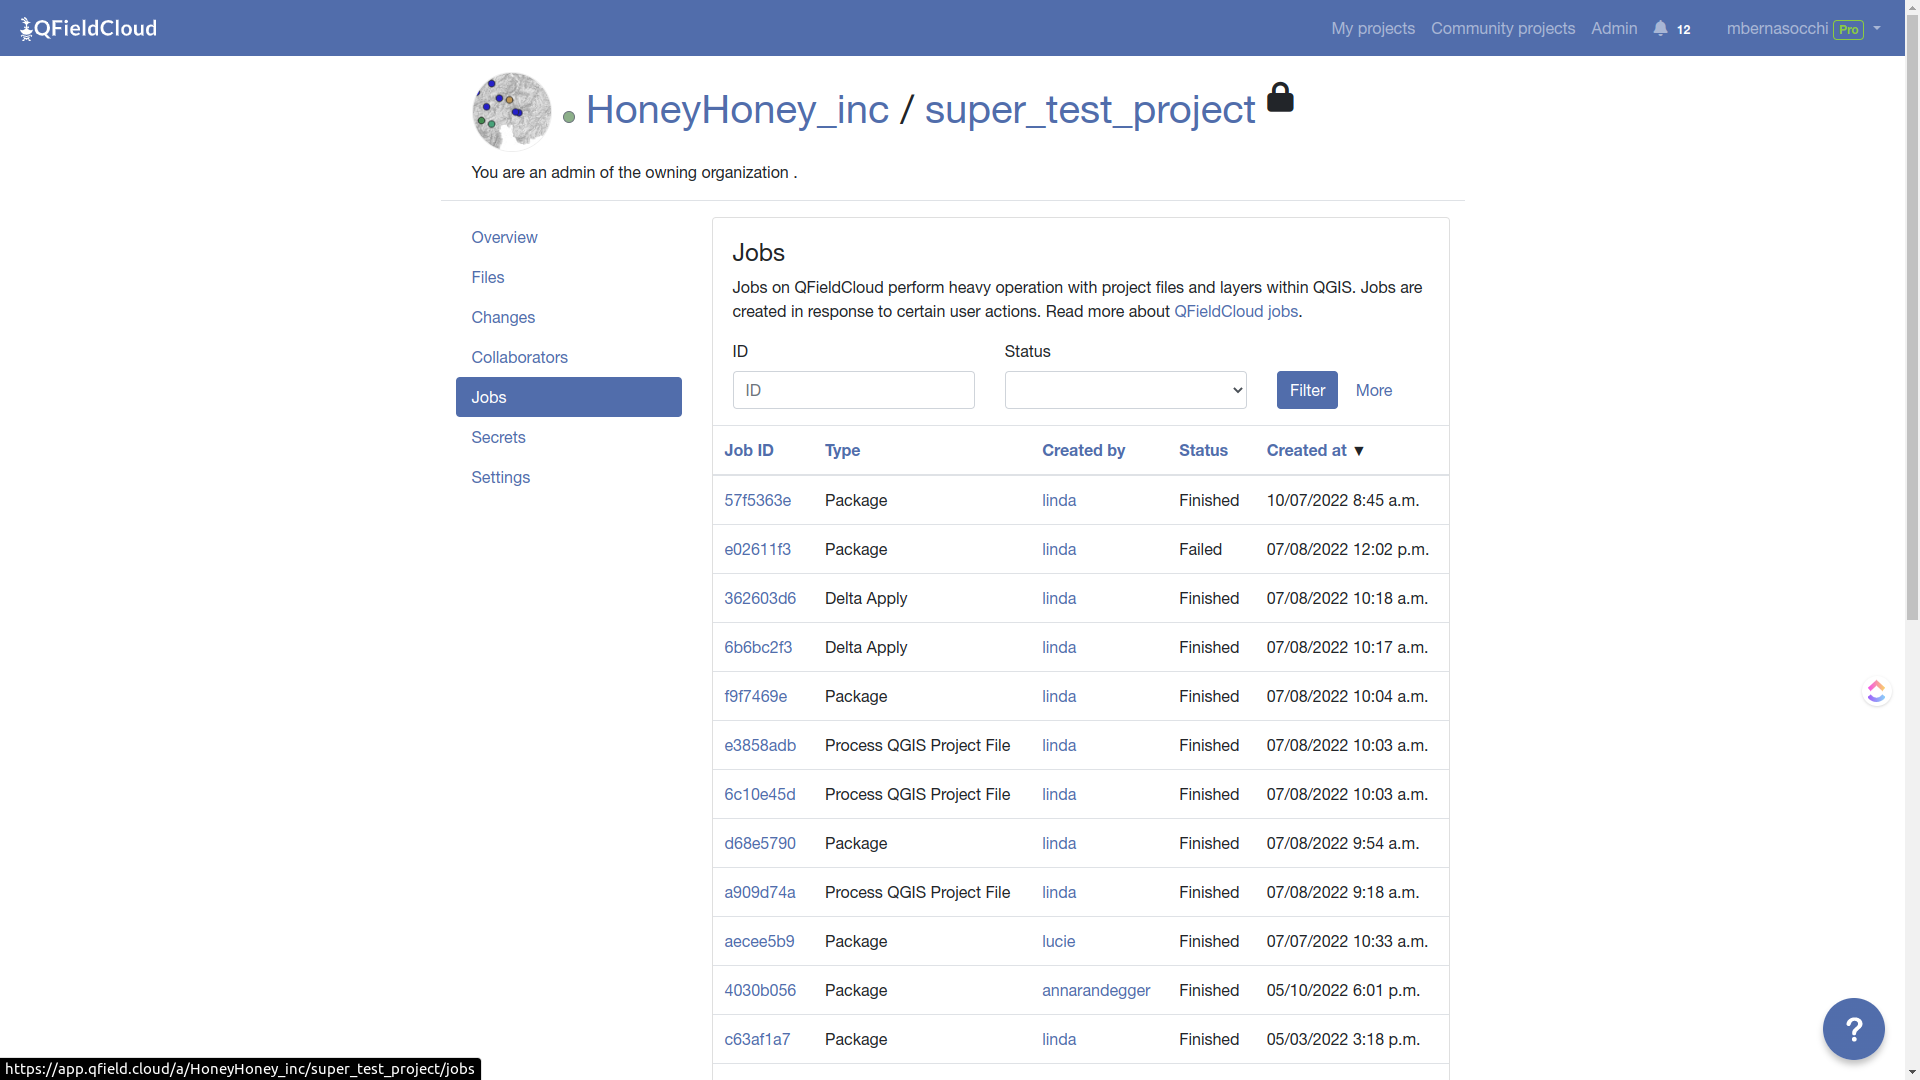 QFieldCloud
My projects Community projects Admin 12 mbernasocchi Pro
HoneyHoney_inc / super_test_project
You are an admin of the owning organization .
Overview
Files
Changes
Collaborators
Jobs
Secrets
Settings
Jobs
Jobs on QFieldCloud perform heavy operation with project files and layers within QGIS. Jobs are
created in response to certain user actions. Read more about QFieldCloud jobs.
ID Status
ID Filter More
Job ID Type Created by Status Created at ▼
57f5363e Package linda Finished 10/07/2022 8:45 a.m.
e02611f3 Package linda Failed 07/08/2022 12:02 p.m.
362603d6 Delta Apply linda Finished 07/08/2022 10:18 a.m.
6b6bc2f3 Delta Apply linda Finished 07/08/2022 10:17 a.m.
f9f7469e Package linda Finished 07/08/2022 10:04 a.m.
e3858adb Process QGIS Project File linda Finished 07/08/2022 10:03 a.m.
6c10e45d Process QGIS Project File linda Finished 07/08/2022 10:03 a.m.
d68e5790 Package linda Finished 07/08/2022 9:54 a.m.
a909d74a Process QGIS Project File linda Finished 07/08/2022 9:18 a.m.
aecee5b9 Package lucie Finished 07/07/2022 10:33 a.m.
4030b056 Package annarandegger Finished 05/10/2022 6:01 p.m.
c63af1a7 Package linda Finished 05/03/2022 3:18 p.m.
?
https://app.qfield.cloud/a/HoneyHoney_inc/super_test_project/jobs